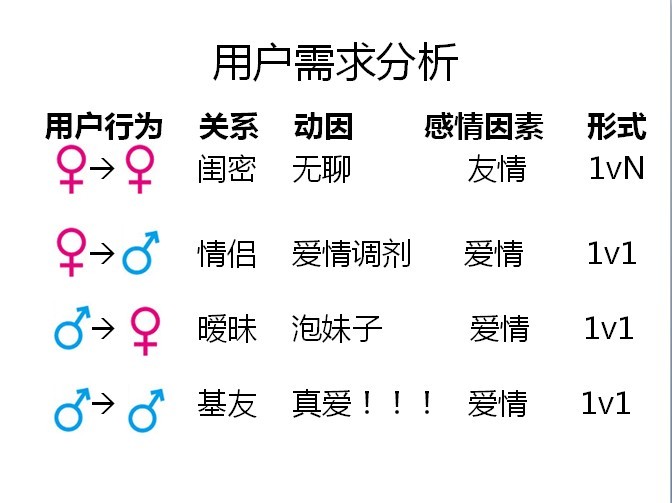 用户需求分析
用户行为 关系 动因 感情因素 形式
♀→♀ 闺密 无聊 友情 1vN
♀→♂ 情侣 爱情调剂 爱情 1v1
♂→♀ 暧昧 泡妹子 爱情 1v1
♂→♂ 基友 真爱！！！ 爱情 1v1